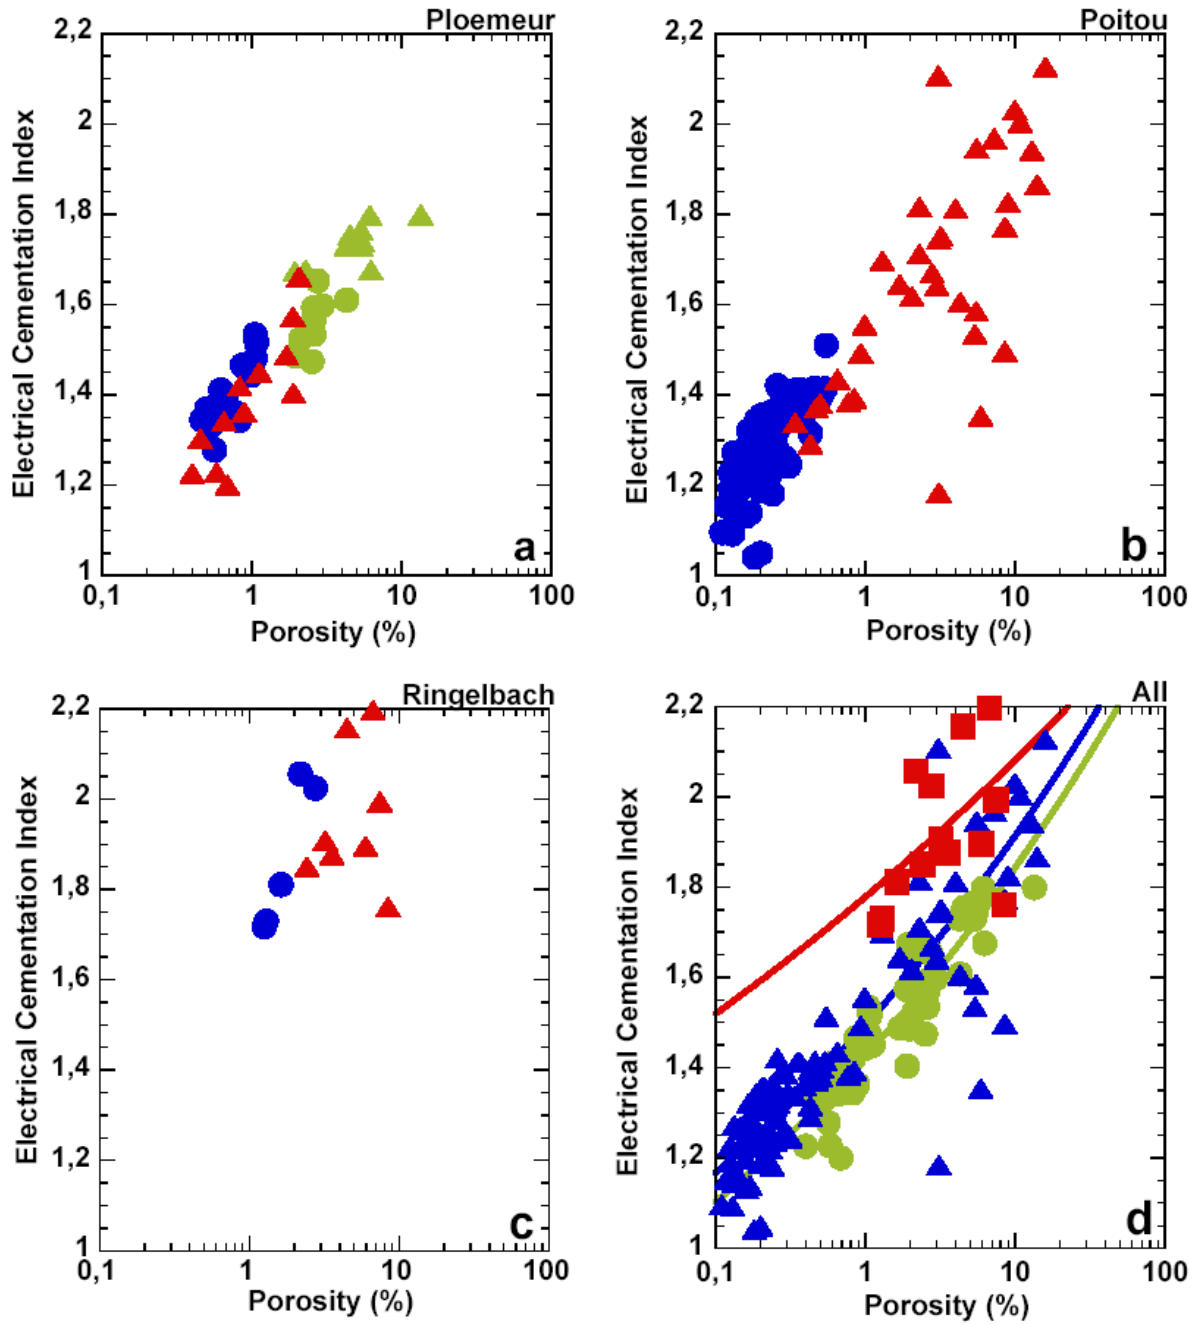 Ploemeur
2,2
2
1,8
1,6
1,4
1,2
1
Electrical Cementation Index
a
0,1 1 10 100
Porosity (%)
Poitou
2,2
2
1,8
1,6
1,4
1,2
1
Electrical Cementation Index
b
0,1 1 10 100
Porosity (%)
Ringelbach
2,2
2
1,8
1,6
1,4
1,2
1
Electrical Cementation Index
c
0,1 1 10 100
Porosity (%)
All
2,2
2
1,8
1,6
1,4
1,2
1
Electrical Cementation Index
d
0,1 1 10 100
Porosity (%)